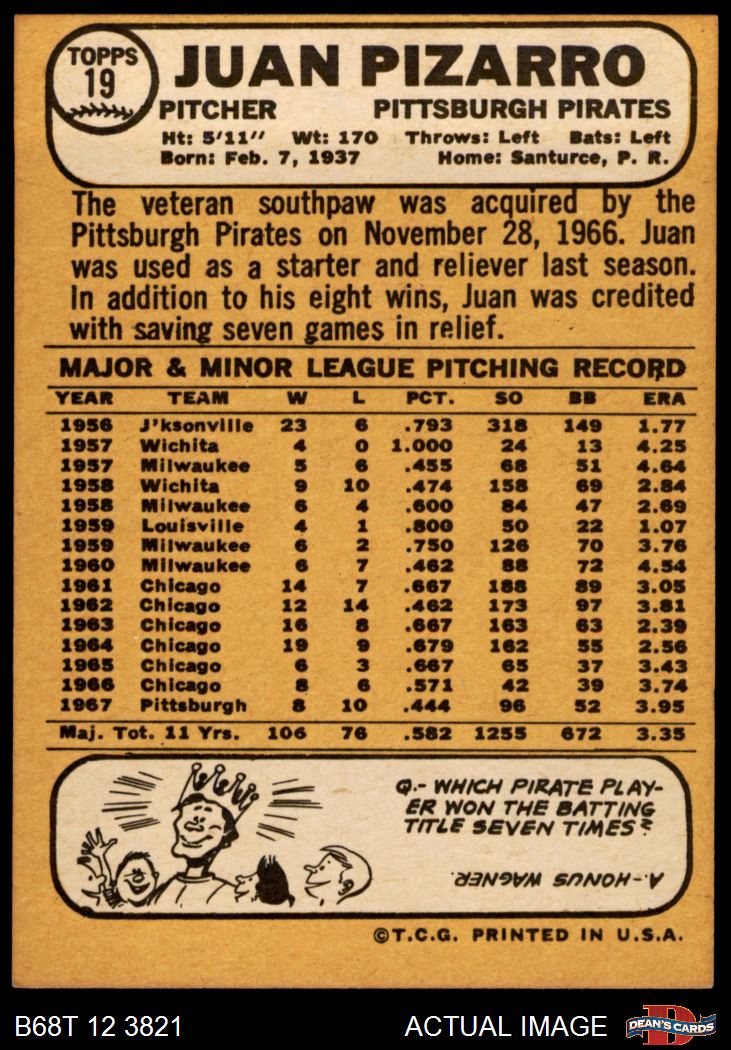 TOPPS
19
JUAN PIZARRO
PITCHER PITTSBURGH PIRATES
Ht: 5'11" Wt: 170 Throws: Left Bats: Left
Born: Feb. 7, 1937 Home: Santurce, P. R.
The veteran southpaw was acquired by the
Pittsburgh Pirates on November 28, 1966. Juan
was used as a starter and reliever last season.
In addition to his eight wins, Juan was credited
with saving seven games in relief.
MAJOR & MINOR LEAGUE PITCHING RECORD
YEAR TEAM W L PCT. SO BB ERA
1956 J'ksonville 23 6 .793 318 149 1.77
1957 Wichita 4 0 1.000 24 13 4.25
1957 Milwaukee 5 6 .455 68 51 4.64
1958 Wichita 9 10 .474 158 69 2.84
1958 Milwaukee 6 4 .600 84 47 2.69
1959 Louisville 4 1 .800 50 22 1.07
1959 Milwaukee 6 2 .750 126 70 3.76
1960 Milwaukee 6 7 .462 88 72 4.54
1961 Chicago 14 7 .667 188 89 3.05
1962 Chicago 12 14 .462 173 97 3.81
1963 Chicago 16 8 .667 163 63 2.39
1964 Chicago 19 9 .679 162 55 2.56
1965 Chicago 6 3 .667 65 37 3.43
1966 Chicago 8 6 .571 42 39 3.74
1967 Pittsburgh 8 10 .444 96 52 3.95
Maj. Tot. 11 Yrs. 106 76 .582 1255 672 3.35
Q.- WHICH PIRATE PLAY-
ER WON THE BATTING
TITLE SEVEN TIMES?
A.-HONUS WAGNER.
©T.C.G. PRINTED IN U.S.A.
B68T 12 3821 ACTUAL IMAGE DEAN'S CARDS